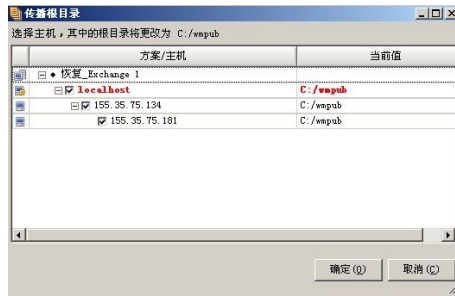 传播根目录
选择主机，其中的根目录将更改为 C:/wmpub
方案/主机 当前值
恢复_Exchange 1
localhost C:/wmpub
155.35.75.134 C:/wmpub
155.35.75.181 C:/wmpub
确定(O) 取消(C)